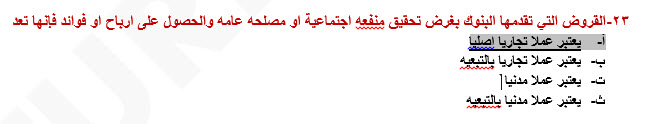 ٢٣-القروض التي تقدمها البنوك بغرض تحقيق منفعه اجتماعية او مصلحه عامه والحصول على ارباح او فوائد فإنها تعد
أ- يعتبر عملا تجاريا اصليا
ب- يعتبر عملا تجاريا بالتبعيه
ت- يعتبر عملا مدنيا
ث- يعتبر عملا مدنيا بالتبعيه